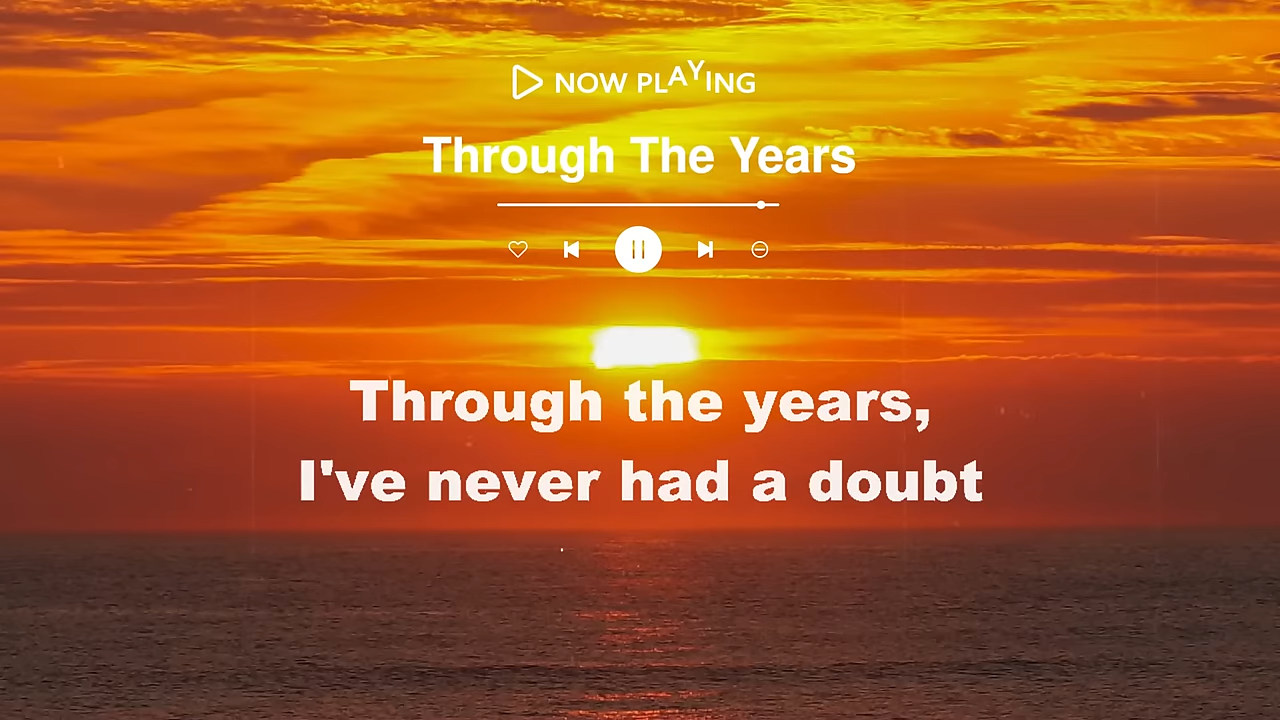 NOW PLAYING
Through The Years
Through the years,
I've never had a doubt